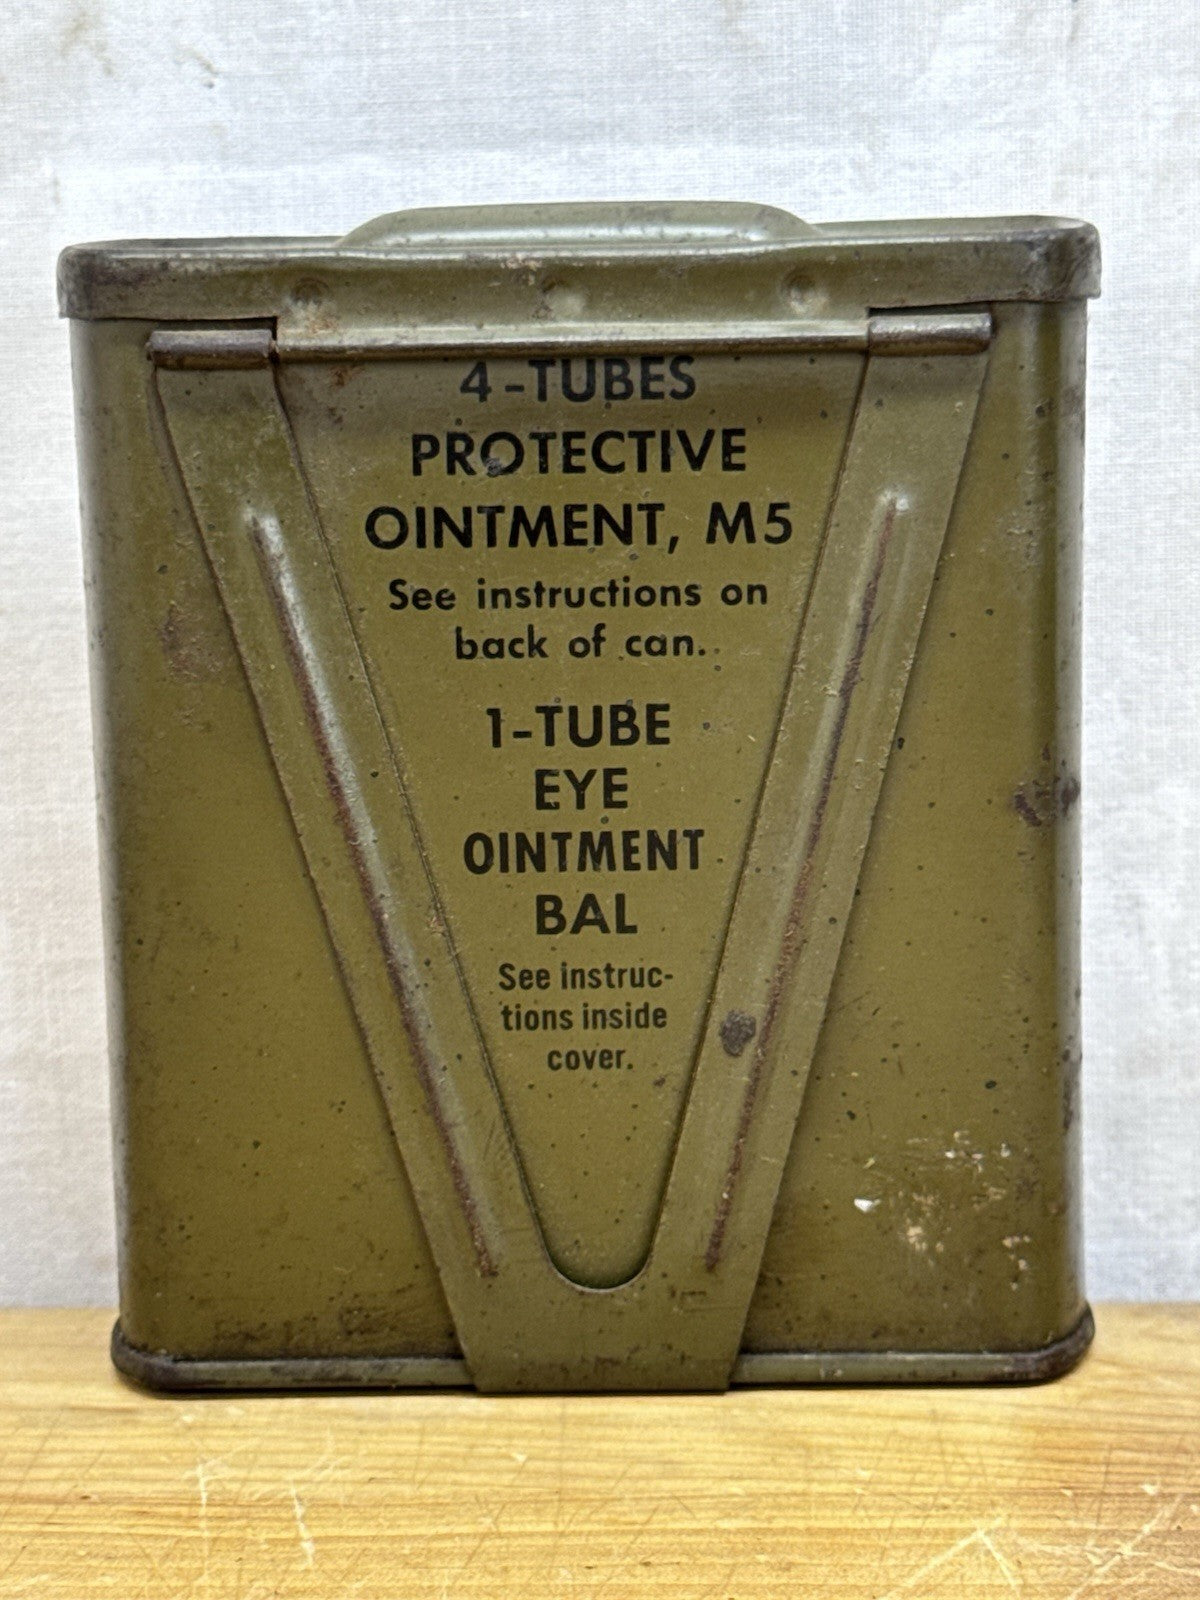 4-TUBES
PROTECTIVE
OINTMENT, M5
See instructions on
back of can.
1-TUBE
EYE
OINTMENT
BAL
See instruc-
tions inside
cover.